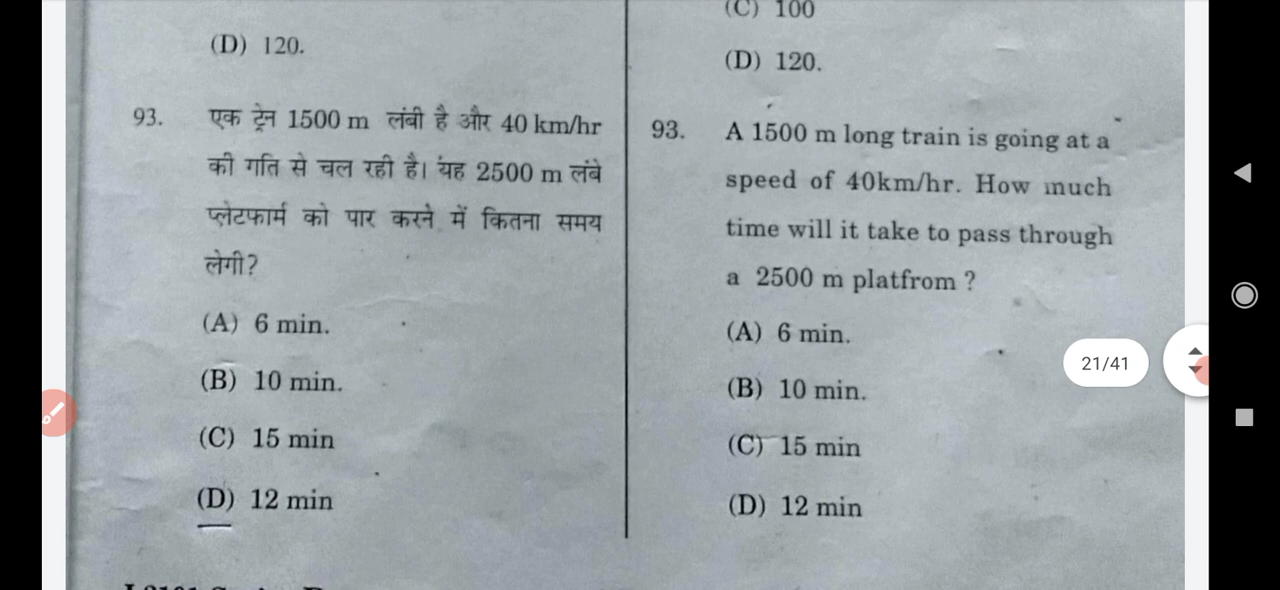 (D) 120.
93. एक ट्रेन 1500 m लंबी है और 40 km/hr
की गति से चल रही है। यह 2500 m लंबे
प्लेटफार्म को पार करने में कितना समय
लेगी?
(A) 6 min.
(B) 10 min.
(C) 15 min
(D) 12 min
(C) 100
(D) 120.
93. A 1500 m long train is going at a
speed of 40km/hr. How much
time will it take to pass through
a 2500 m platfrom ?
(A) 6 min.
(B) 10 min.
(C) 15 min
(D) 12 min
21/41